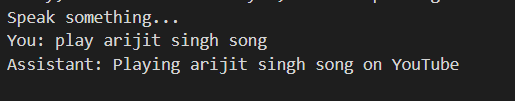 Speak something...
You: play arijit singh song
Assistant: Playing arijit singh song on YouTube